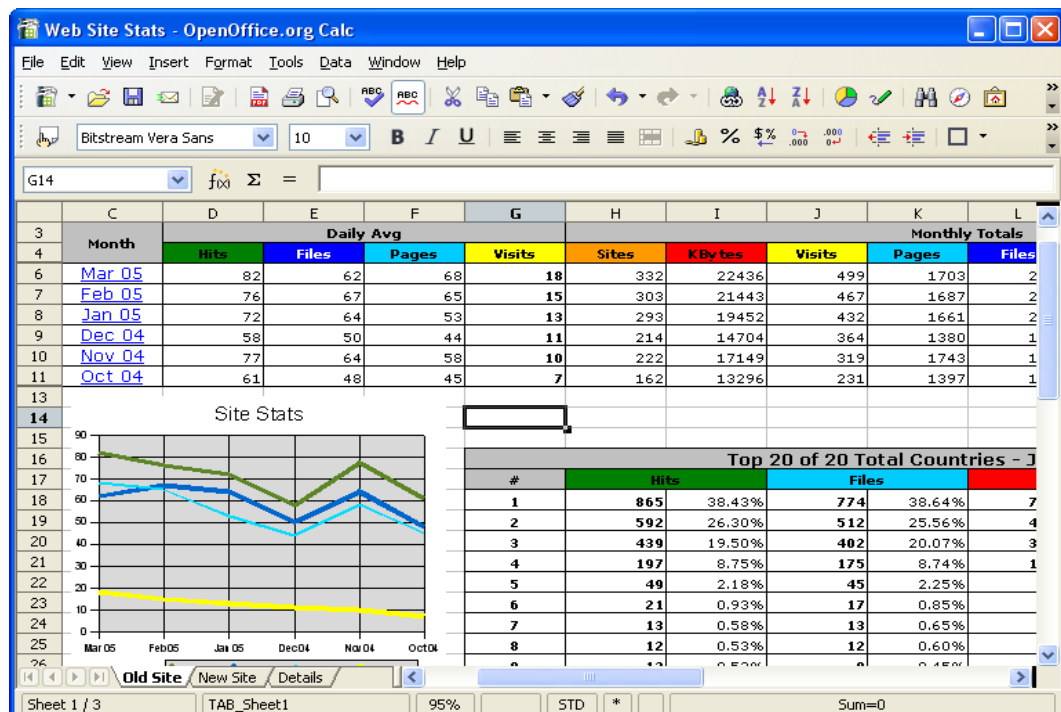 Web Site Stats - OpenOffice.org Calc
File Edit View Insert Format Tools Data Window Help
Bitstream Vera Sans 10 B I U
G14 f(x) Σ =
C D E F G H I J K L
3 Month Daily Avg Monthly Totals
4 Hits Files Pages Visits Sites KBytes Visits Pages Files
6 Mar 05 82 62 68 18 332 22436 499 1703 2
7 Feb 05 76 67 65 15 303 21443 467 1687 2
8 Jan 05 72 64 53 13 293 19452 432 1661 2
9 Dec 04 58 50 44 11 214 14704 364 1380 1
10 Nov 04 77 64 58 10 222 17149 319 1743 1
11 Oct 04 61 48 45 7 162 13296 231 1397 1
13
14
15
16 Top 20 of 20 Total Countries - J
17 # Hits Files
18 1 865 38.43% 774 38.64% 7
19 2 592 26.30% 512 25.56% 4
20 3 439 19.50% 402 20.07% 3
21 4 197 8.75% 175 8.74% 1
22 5 49 2.18% 45 2.25%
23 6 21 0.93% 17 0.85%
24 7 13 0.58% 13 0.65%
25 8 12 0.53% 12 0.60%
26
Site Stats
90
80
70
60
50
40
30
20
10
0
Mar 05 Feb05 Jan 05 Dec04 Nov 04 Oct04
Old Site New Site Details
Sheet 1 / 3 TAB_Sheet1 95% STD * Sum=0